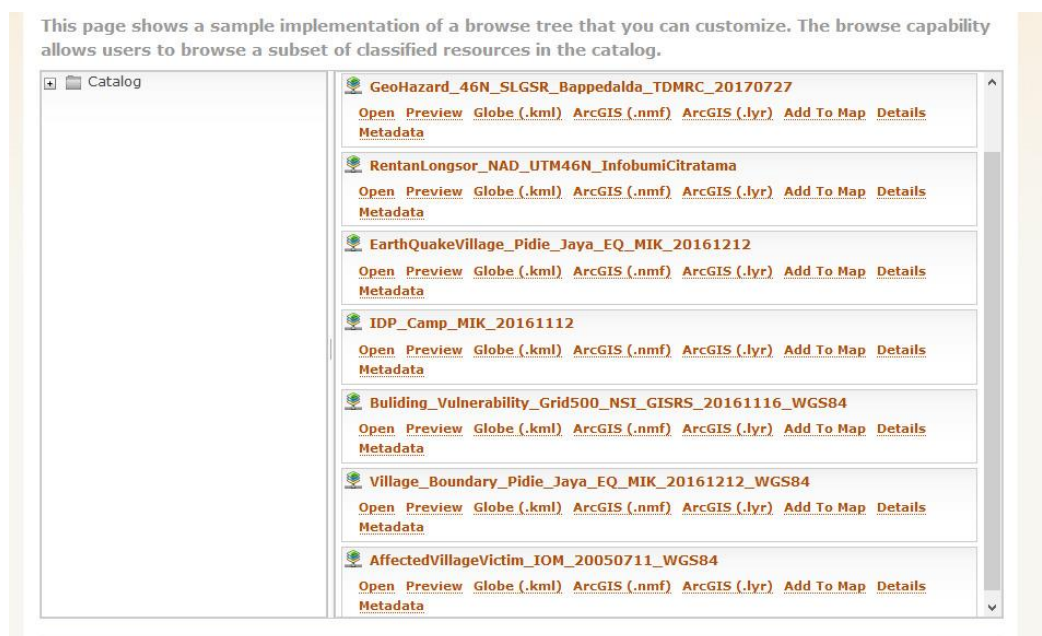 This page shows a sample implementation of a browse tree that you can customize. The browse capability
allows users to browse a subset of classified resources in the catalog.
Catalog
GeoHazard_46N_SLGSR_Bappedalda_TDMRC_20170727
Open Preview Globe (.kml) ArcGIS (.nmf) ArcGIS (.lyr) Add To Map Details
Metadata
RentanLongsor_NAD_UTM46N_InfobumiCitratama
Open Preview Globe (.kml) ArcGIS (.nmf) ArcGIS (.lyr) Add To Map Details
Metadata
EarthQuakeVillage_Pidie_Jaya_EQ_MIK_20161212
Open Preview Globe (.kml) ArcGIS (.nmf) ArcGIS (.lyr) Add To Map Details
Metadata
IDP_Camp_MIK_20161112
Open Preview Globe (.kml) ArcGIS (.nmf) ArcGIS (.lyr) Add To Map Details
Metadata
Buliding_Vulnerability_Grid500_NSI_GISRS_20161116_WGS84
Open Preview Globe (.kml) ArcGIS (.nmf) ArcGIS (.lyr) Add To Map Details
Metadata
Village_Boundary_Pidie_Jaya_EQ_MIK_20161212_WGS84
Open Preview Globe (.kml) ArcGIS (.nmf) ArcGIS (.lyr) Add To Map Details
Metadata
AffectedVillageVictim_IOM_20050711_WGS84
Open Preview Globe (.kml) ArcGIS (.nmf) ArcGIS (.lyr) Add To Map Details
Metadata